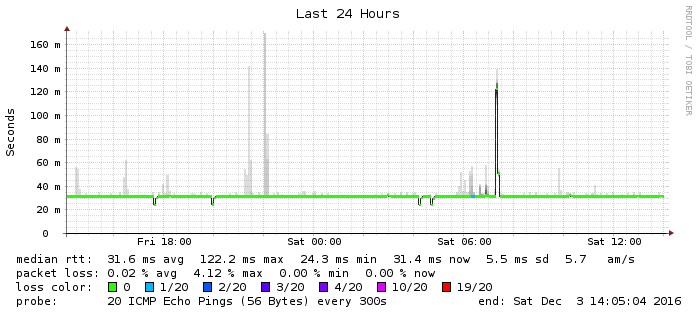 Last 24 Hours
RRDTOOL / TOBI OETIKER
Seconds
160 m
140 m
120 m
100 m
80 m
60 m
40 m
20 m
0
Fri 18:00 Sat 00:00 Sat 06:00 Sat 12:00
median rtt: 31.6 ms avg 122.2 ms max 24.3 ms min 31.4 ms now 5.5 ms sd 5.7 am/s
packet loss: 0.02 % avg 4.12 % max 0.00 % min 0.00 % now
loss color: 0 1/20 2/20 3/20 4/20 10/20 19/20
probe: 20 ICMP Echo Pings (56 Bytes) every 300s end: Sat Dec 3 14:05:04 2016